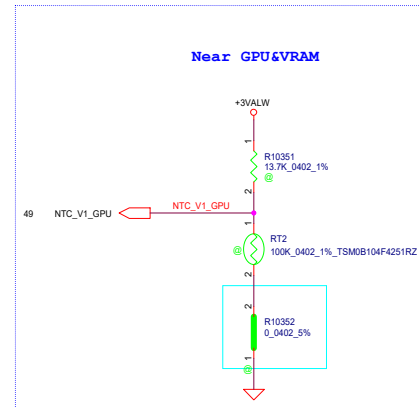 Near GPU&VRAM
+3VALW
1
R10351
13.7K_0402_1%
@
2
49 NTC_V1_GPU NTC_V1_GPU
1
RT2
@
100K_0402_1%_TSM0B104F4251RZ
2
2
R10352
0_0402_5%
1
@